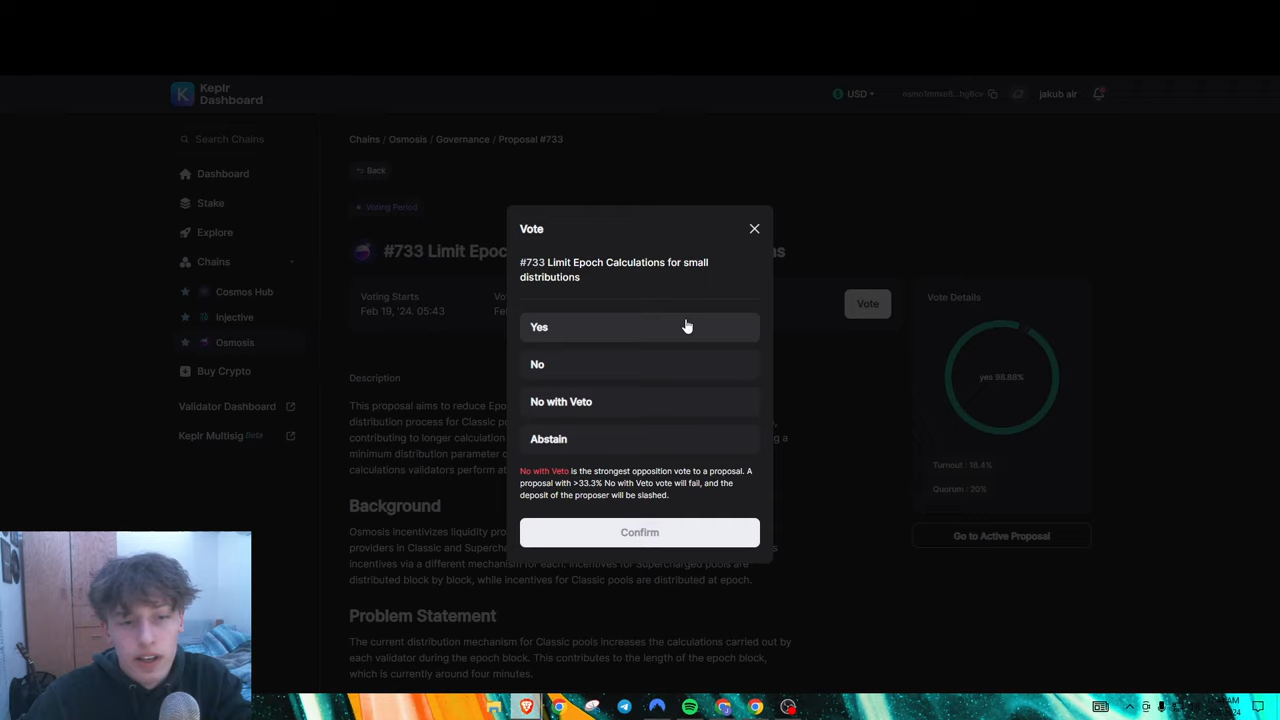 Keplr
Dashboard
USD
jakub air
Search Chains
Chains / Osmosis / Governance / Proposal #733
Dashboard
Back
Stake
Voting Period
Explore
Vote
#733 Limit Epoc
ns
Chains
#733 Limit Epoch Calculations for small
distributions
Cosmos Hub
Voting Starts
Vo
Vote
Vote Details
Feb 19, '24. 05:43
Feb
Injective
Yes
Osmosis
No
Buy Crypto
Description
yes 98.88%
No with Veto
Validator Dashboard
This proposal aims to reduce Epo
distribution process for Classic p
contributing to longer calculation
a
Keplr Multisig Beta
minimum distribution parameter
Abstain
calculations validators perform at
Turnout : 18.4%
No with Veto is the strongest opposition vote to a proposal. A
proposal with >33.3% No with Veto vote will fail, and the
deposit of the proposer will be slashed.
Quorum : 20%
Background
Osmosis incentivizes liquidity pro
Confirm
Go to Active Proposal
providers in Classic and Supercha
incentives via a different mechanism for each. Incentives for Supercharged pools are
distributed block by block, while incentives for Classic pools are distributed at epoch.
Problem Statement
The current distribution mechanism for Classic pools increases the calculations carried out by
each validator during the epoch block. This contributes to the length of the epoch block,
which is currently around four minutes.